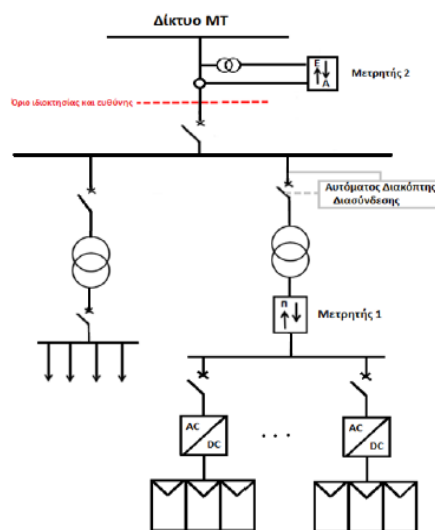 Δίκτυο ΜΤ
Ε
Α
Μετρητής 2
Όριο ιδιοκτησίας και ευθύνης
Αυτόματος Διακόπτης
Διασύνδεσης
Π
Μετρητής 1
AC
DC
...
AC
DC